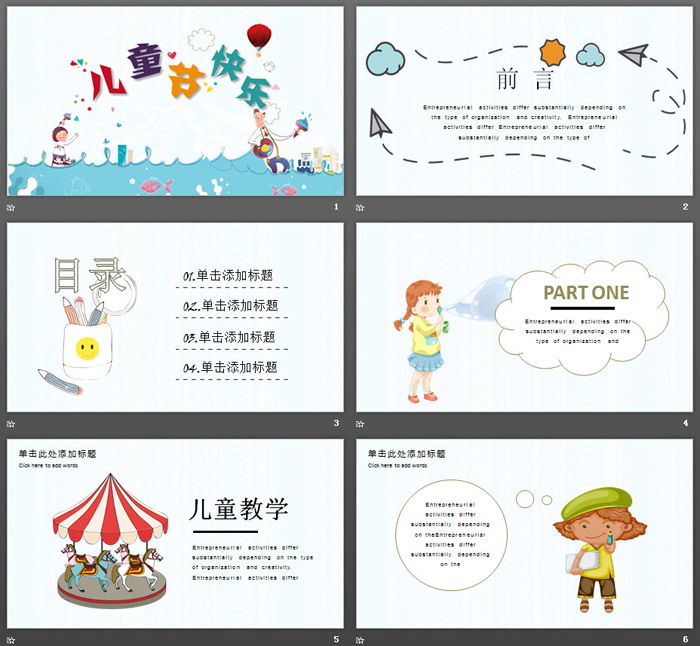 儿童节快乐
1
前 言
Entrepreneurial activities differ substantially depending on
the type of organization and creativity. Entrepreneurial
activities differ Entrepreneurial activities differ
substantially depending on the type of
2
目录
01.单击添加标题
02.单击添加标题
03.单击添加标题
04.单击添加标题
3
PART ONE
Entrepreneurial activities differ
substantially depending on the
type of organization and
4
单击此处添加标题
Click here to add words
儿童教学
Entrepreneurial activities differ
substantially depending on the type
of organization and creativity.
Entrepreneurial activities differ
5
单击此处添加标题
Click here to add words
Entrepreneurial
activities differ
substantially depending
on theEntrepreneurial
activities differ
substantially depending
on the
6